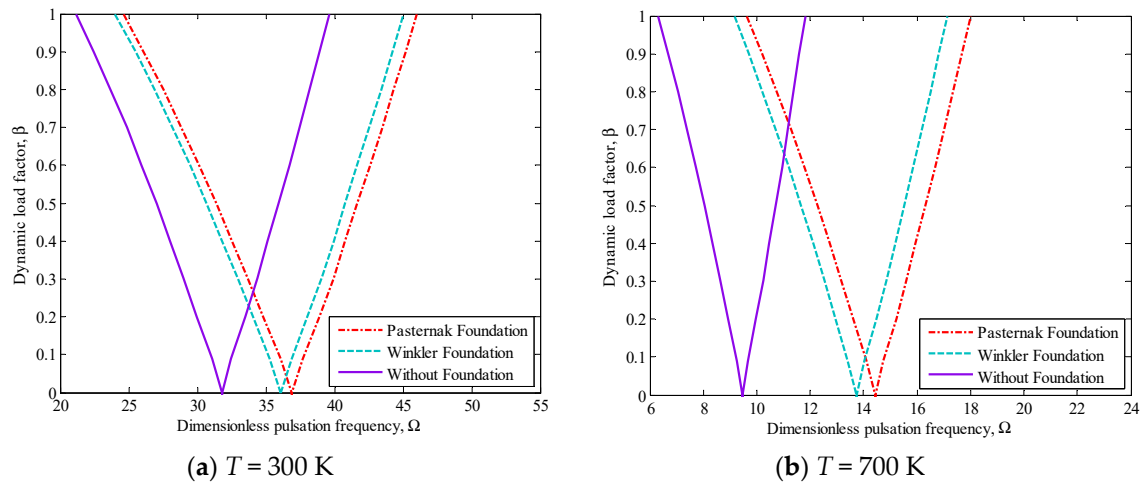 1
0.9
0.8
0.7
0.6
0.5
0.4
0.3
0.2
0.1
0
Dynamic load factor, β
20 25 30 35 40 45 50 55
Dimensionless pulsation frequency, Ω
Pasternak Foundation
Winkler Foundation
Without Foundation
(a) T = 300 K
1
0.9
0.8
0.7
0.6
0.5
0.4
0.3
0.2
0.1
0
Dynamic load factor, β
6 8 10 12 14 16 18 20 22 24
Dimensionless pulsation frequency, Ω
Pasternak Foundation
Winkler Foundation
Without Foundation
(b) T = 700 K